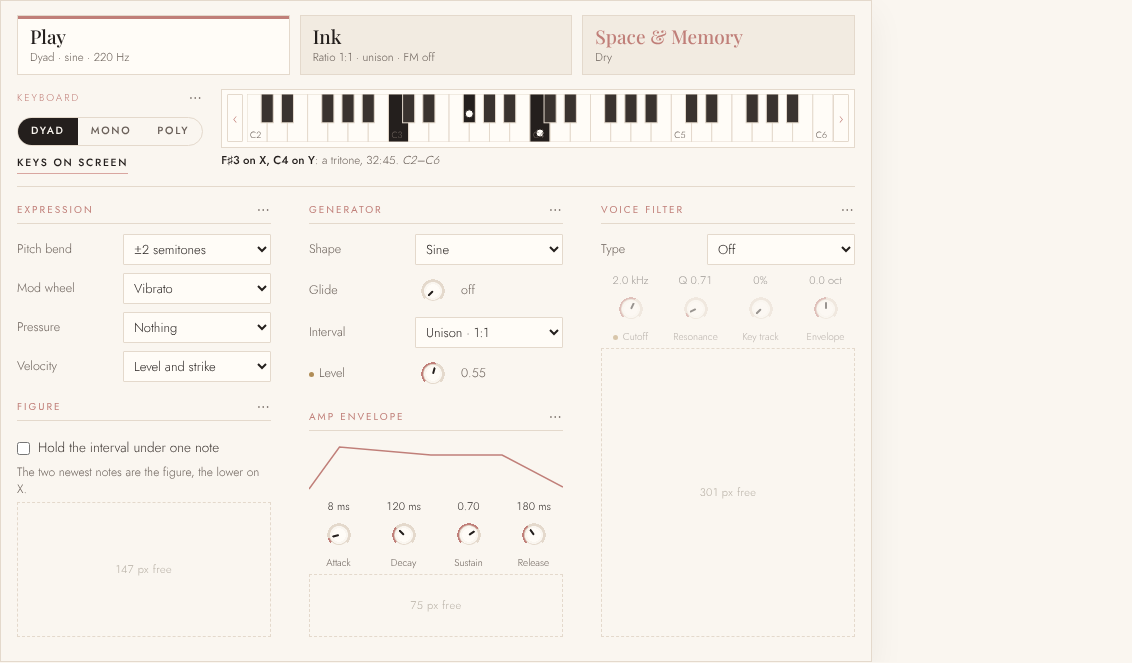 Play
Dyad · sine · 220 Hz
Ink
Ratio 1:1 · unison · FM off
Space & Memory
Dry
KEYBOARD ···
DYAD MONO POLY
KEYS ON SCREEN
‹ C2 C3 C5 C6 ›
F♯3 on X, C4 on Y: a tritone, 32:45. C2–C6
EXPRESSION ···
Pitch bend ±2 semitones
Mod wheel Vibrato
Pressure Nothing
Velocity Level and strike
FIGURE ···
Hold the interval under one note
The two newest notes are the figure, the lower on
X.
147 px free
GENERATOR ···
Shape Sine
Glide off
Interval Unison · 1:1
Level 0.55
AMP ENVELOPE ···
8 ms 120 ms 0.70 180 ms
Attack Decay Sustain Release
75 px free
VOICE FILTER ···
Type Off
2.0 kHz Q 0.71 0% 0.0 oct
Cutoff Resonance Key track Envelope
301 px free